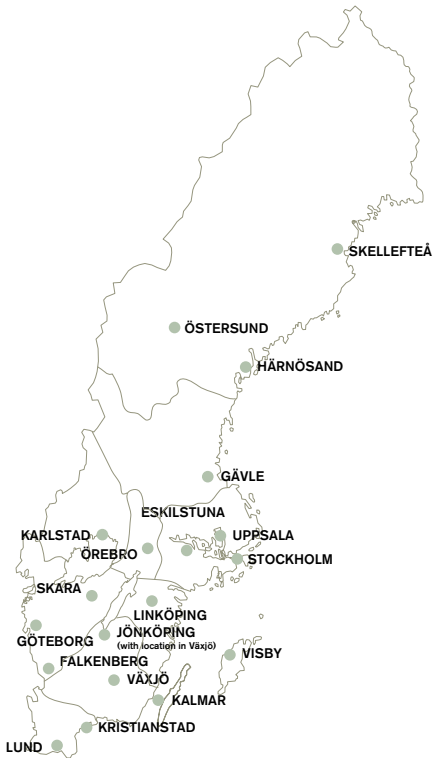 SKELLEFTEÅ
ÖSTERSUND
HÄRNÖSAND
GÄVLE
ESKILSTUNA
KARLSTAD
UPPSALA
ÖREBRO
STOCKHOLM
SKARA
LINKÖPING
GÖTEBORG
JÖNKÖPING
(with location in Växjö)
VISBY
FALKENBERG
VÄXJÖ
KALMAR
KRISTIANSTAD
LUND